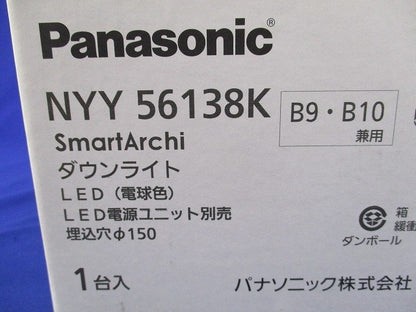 Panasonic®
NYY 56138K
B9・B10
兼用
SmartArchi
ダウンライト
LED（電球色）
LED電源ユニット別売
埋込穴φ150
箱
緩衝
ダンボール
1台入
パナソニック株式会社